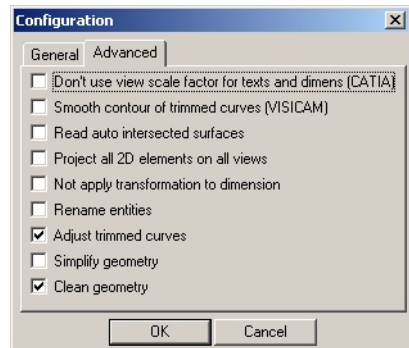 Configuration
General Advanced
Don't use view scale factor for texts and dimens (CATIA)
Smooth contour of trimmed curves (VISICAM)
Read auto intersected surfaces
Project all 2D elements on all views
Not apply transformation to dimension
Rename entities
Adjust trimmed curves
Simplify geometry
Clean geometry
OK Cancel